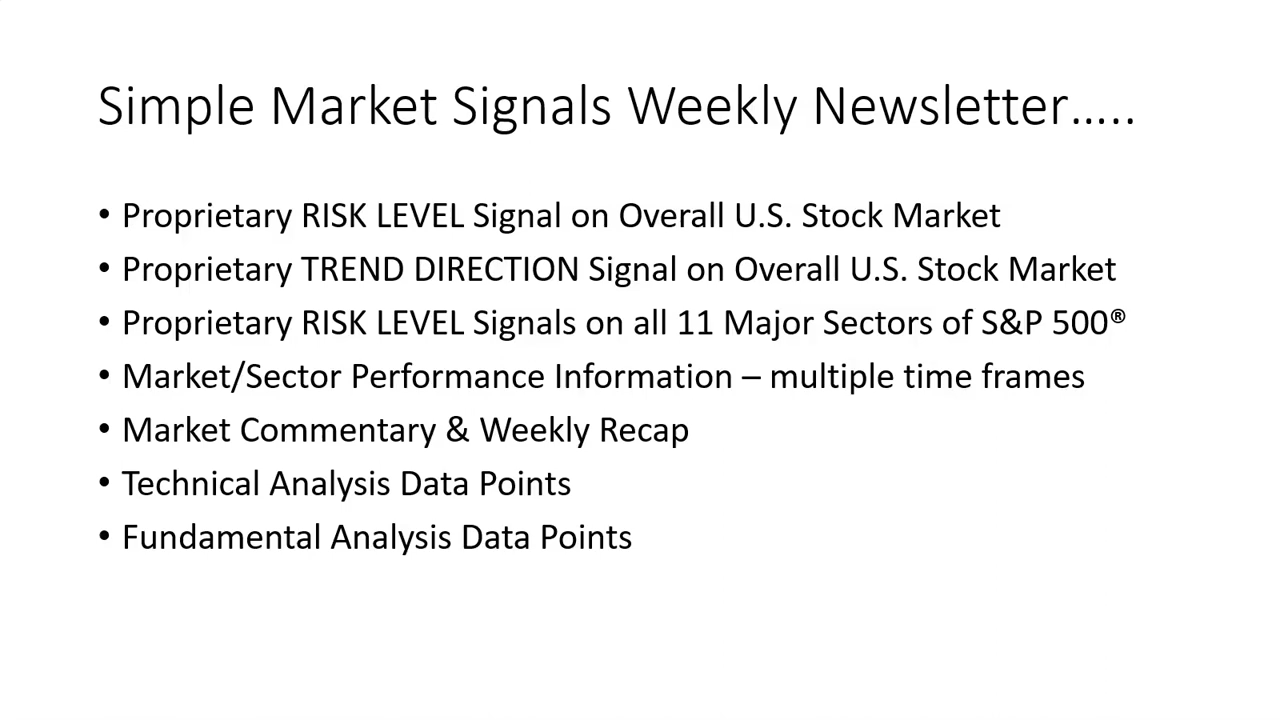 Simple Market Signals Weekly Newsletter…..
• Proprietary RISK LEVEL Signal on Overall U.S. Stock Market
• Proprietary TREND DIRECTION Signal on Overall U.S. Stock Market
• Proprietary RISK LEVEL Signals on all 11 Major Sectors of S&P 500®
• Market/Sector Performance Information – multiple time frames
• Market Commentary & Weekly Recap
• Technical Analysis Data Points
• Fundamental Analysis Data Points